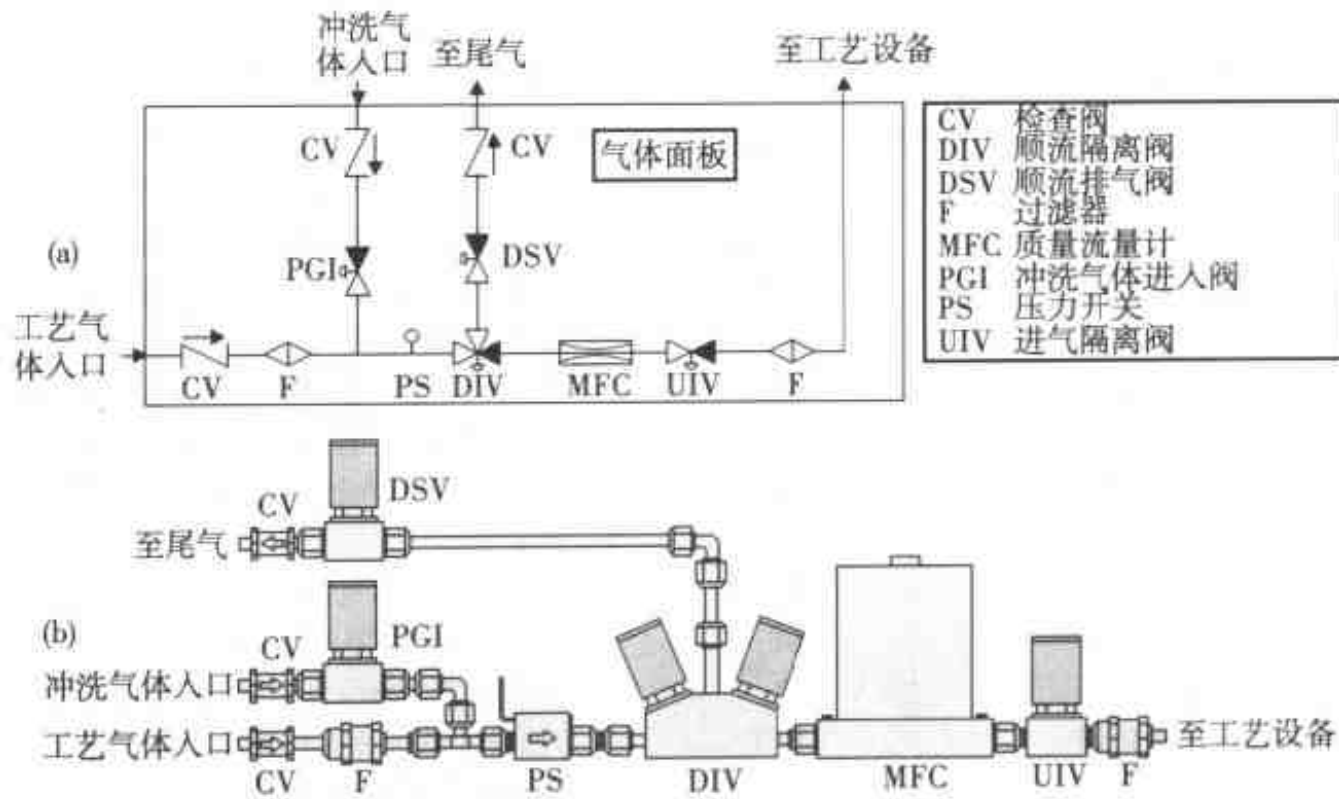 冲洗气
体入口
至尾气
至工艺设备
CV
CV
气体面板
(a)
PGI
DSV
工艺气
体入口
CV
F
PS
DIV
MFC
UIV
F
CV 检查阀
DIV 顺流隔离阀
DSV 顺流排气阀
F 过滤器
MFC 质量流量计
PGI 冲洗气体进入阀
PS 压力开关
UIV 进气隔离阀
CV
DSV
至尾气
(b)
CV
PGI
冲洗气体入口
工艺气体入口
至工艺设备
CV
F
PS
DIV
MFC
UIV
F